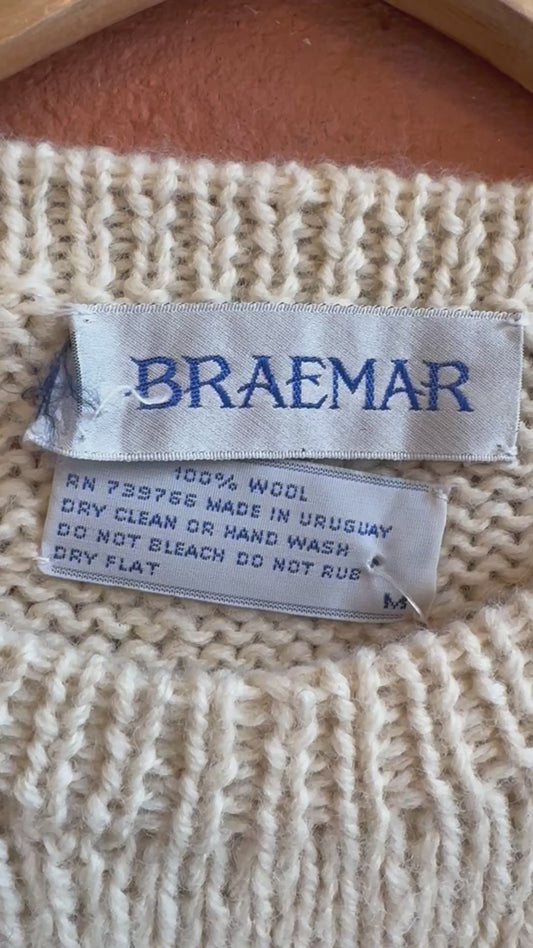 BRAEMAR
100% WOOL
RN 739766 MADE IN URUGUAY
DRY CLEAN OR HAND WASH
DO NOT BLEACH DO NOT RUB
DRY FLAT
M